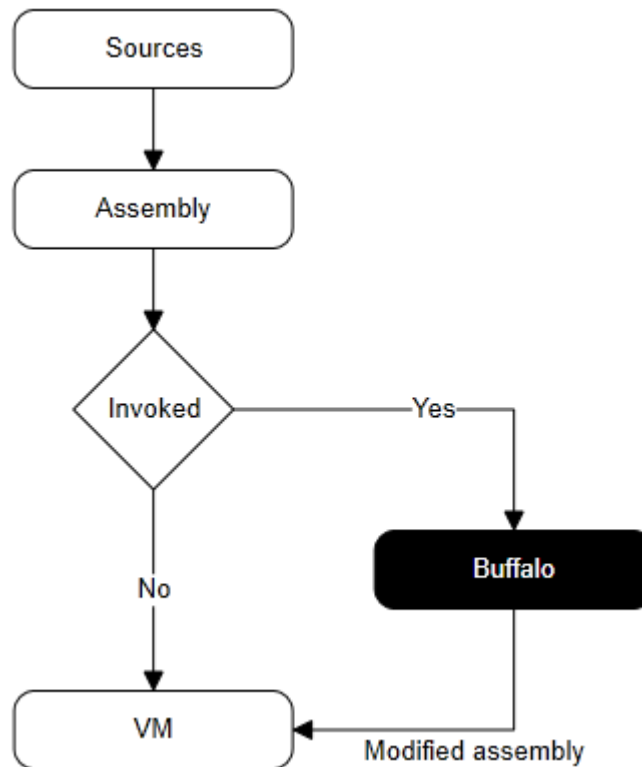 Sources
Assembly
Invoked
Yes
Buffalo
No
VM
Modified assembly